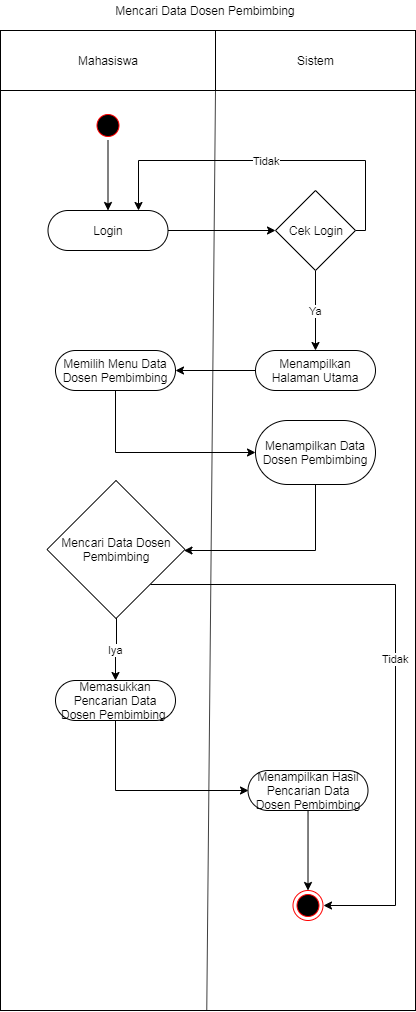 Mencari Data Dosen Pembimbing
Mahasiswa
Sistem
Tidak
Login
Cek Login
Ya
Memilih Menu Data
Dosen Pembimbing
Menampilkan
Halaman Utama
Menampilkan Data
Dosen Pembimbing
Mencari Data Dosen
Pembimbing
Iya
Tidak
Memasukkan
Pencarian Data
Dosen Pembimbing
Menampilkan Hasil
Pencarian Data
Dosen Pembimbing